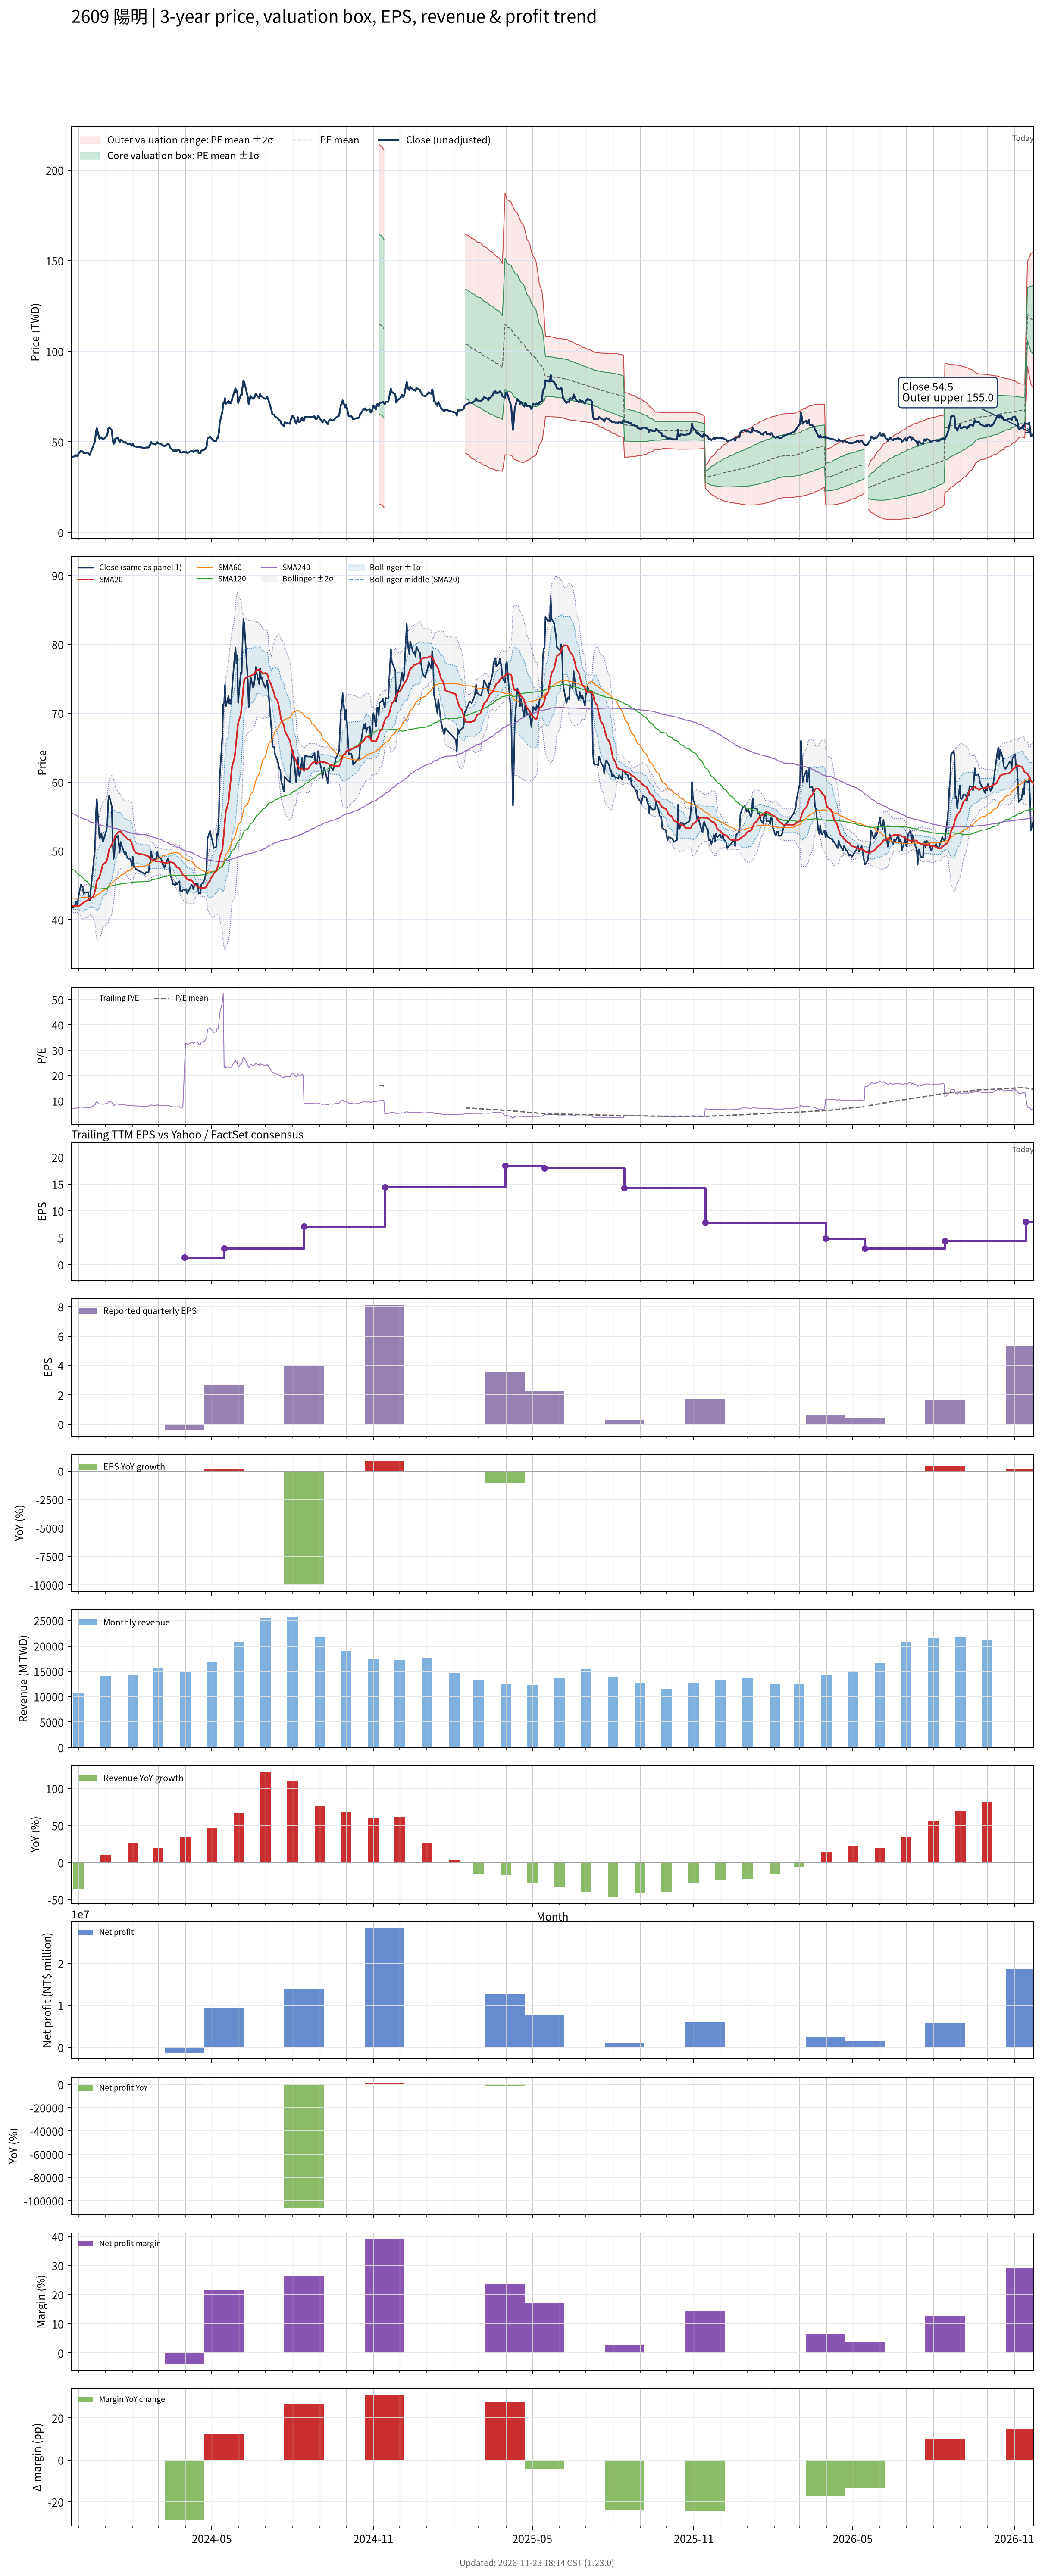 2609 陽明 | 3-year price, valuation box, EPS, revenue & profit trend
Outer valuation range: PE mean ±2σ
PE mean
Close (unadjusted)
Core valuation box: PE mean ±1σ
Today
Price (TWD)
200
150
100
50
0
Close 54.5
Outer upper 155.0
Close (same as panel 1)
SMA60
SMA240
Bollinger ±1σ
SMA20
SMA120
Bollinger ±2σ
Bollinger middle (SMA20)
Price
90
80
70
60
50
40
Trailing P/E
P/E mean
P/E
50
40
30
20
10
Trailing TTM EPS vs Yahoo / FactSet consensus
Today
EPS
20
15
10
5
0
Reported quarterly EPS
EPS
8
6
4
2
0
EPS YoY growth
YoY (%)
0
-2500
-5000
-7500
-10000
Monthly revenue
Revenue (M TWD)
25000
20000
15000
10000
5000
0
Revenue YoY growth
YoY (%)
100
50
0
-50
Month
1e7
Net profit
Net profit (NT$ million)
2
1
0
Net profit YoY
YoY (%)
0
-20000
-40000
-60000
-80000
-100000
Net profit margin
Margin (%)
40
30
20
10
0
Margin YoY change
Δ margin (pp)
20
0
-20
2024-05
2024-11
2025-05
2025-11
2026-05
2026-11
Updated: 2026-11-23 18:14 CST (1.23.0)